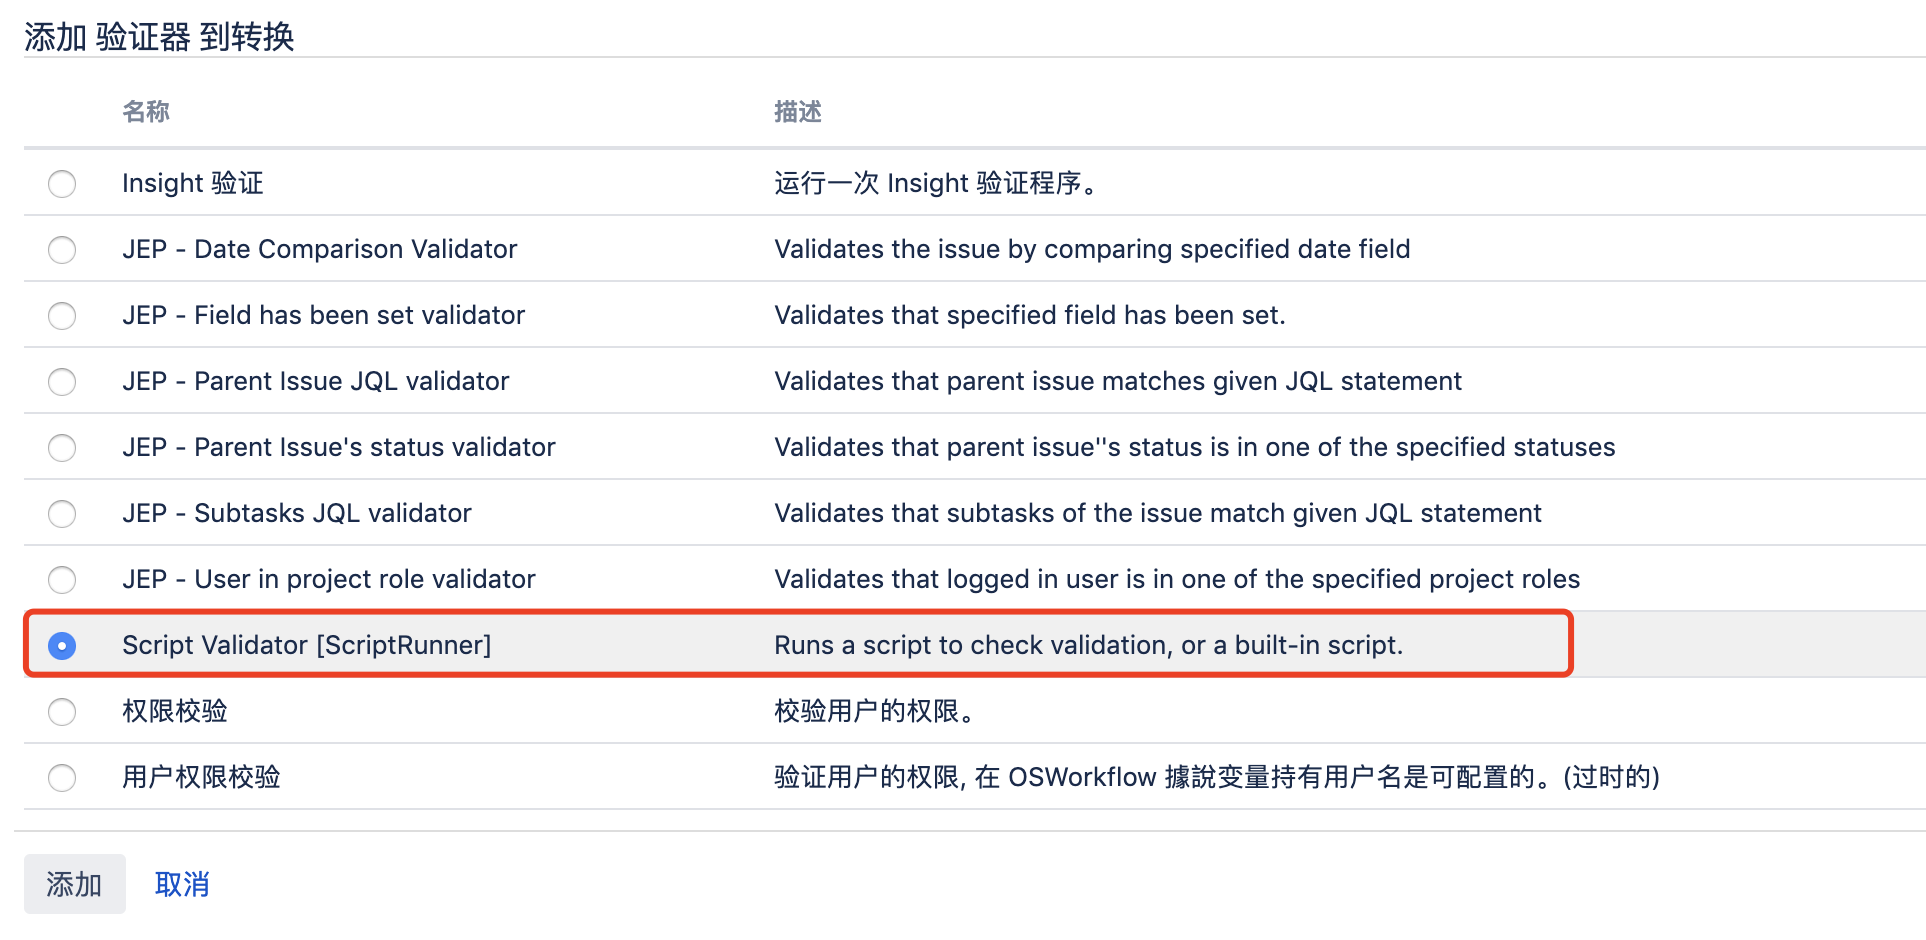 添加 验证器 到转换
名称 描述
Insight 验证 运行一次 Insight 验证程序。
JEP - Date Comparison Validator Validates the issue by comparing specified date field
JEP - Field has been set validator Validates that specified field has been set.
JEP - Parent Issue JQL validator Validates that parent issue matches given JQL statement
JEP - Parent Issue's status validator Validates that parent issue''s status is in one of the specified statuses
JEP - Subtasks JQL validator Validates that subtasks of the issue match given JQL statement
JEP - User in project role validator Validates that logged in user is in one of the specified project roles
Script Validator [ScriptRunner] Runs a script to check validation, or a built-in script.
权限校验 校验用户的权限。
用户权限校验 验证用户的权限, 在 OSWorkflow 據說变量持有用户名是可配置的。(过时的)
添加 取消